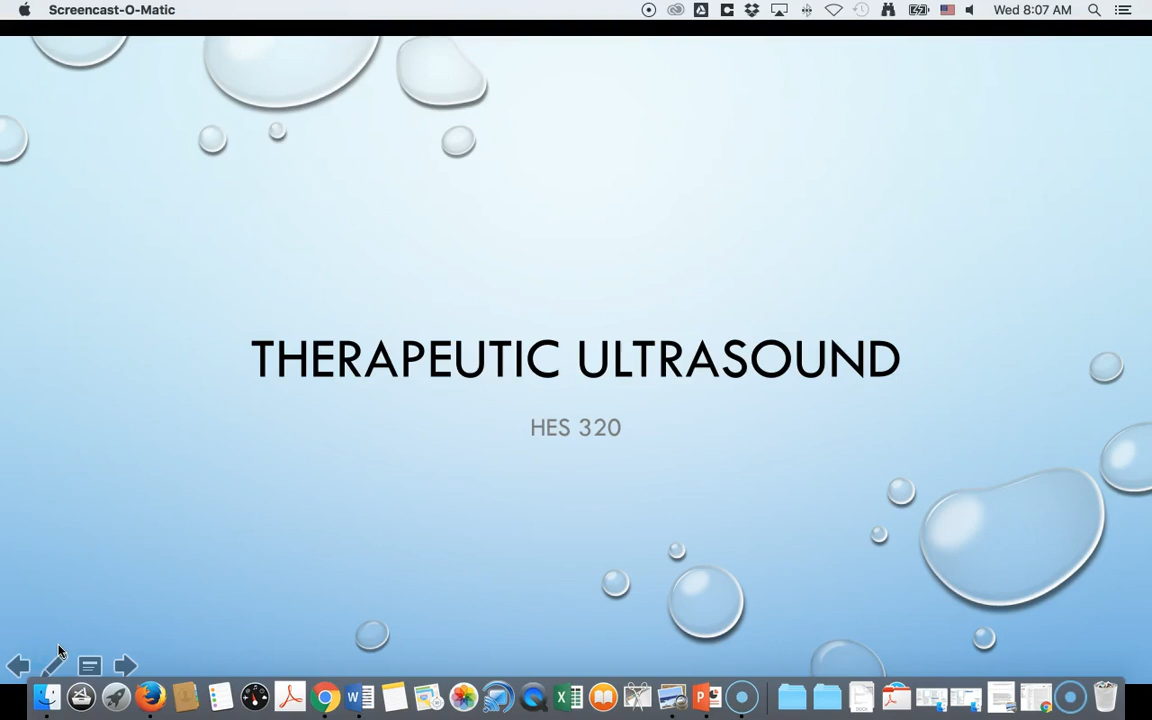 Screencast-O-Matic
Wed 8:07 AM
THERAPEUTIC ULTRASOUND
HES 320